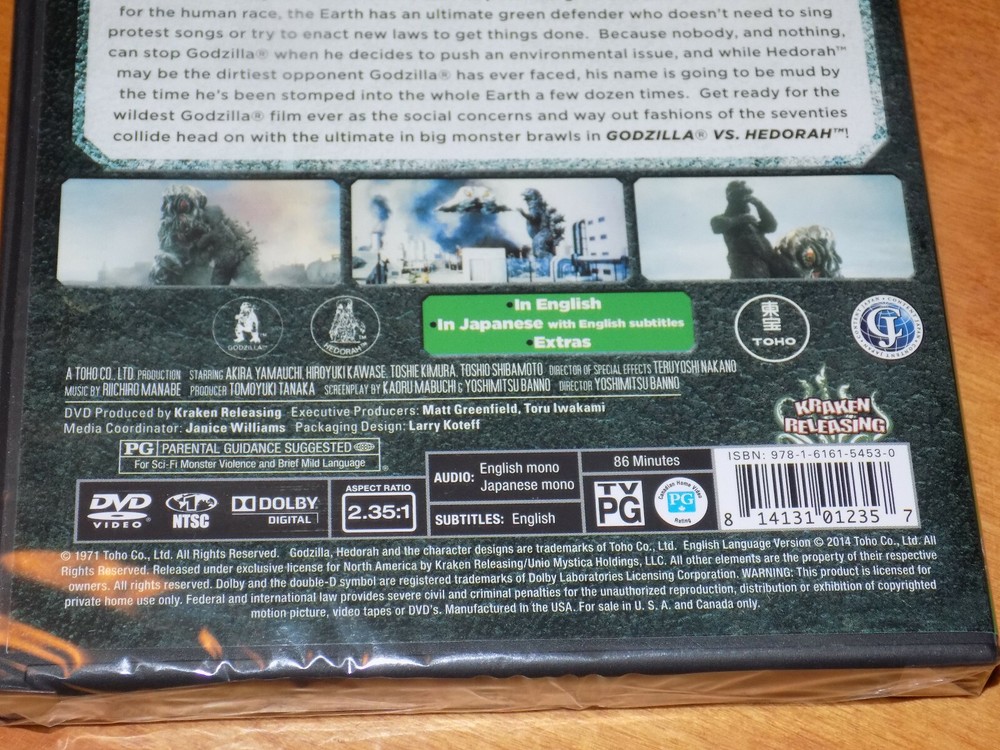 for the human race, the Earth has an ultimate green defender who doesn't need to sing
protest songs or try to enact new laws to get things done. Because nobody, and nothing,
can stop Godzilla® when he decides to push an environmental issue, and while Hedorah™
may be the dirtiest opponent Godzilla® has ever faced, his name is going to be mud by
the time he's been stomped into the whole Earth a few dozen times. Get ready for the
wildest Godzilla® film ever as the social concerns and way out fashions of the seventies
collide head on with the ultimate in big monster brawls in GODZILLA® VS. HEDORAH™!
GODZILLA™
HEDORAH™
•In English
•In Japanese with English subtitles
•Extras
東宝
TOHO
CONTENT JAPAN
CJ
A TOHO CO., LTD. PRODUCTION STARRING AKIRA YAMAUCHI, HIROYUKI KAWASE, TOSHIE KIMURA, TOSHIO SHIBAMOTO DIRECTOR OF SPECIAL EFFECTS TERUYOSHI NAKANO
MUSIC BY RIICHIRO MANABE PRODUCER TOMOYUKI TANAKA SCREENPLAY BY KAORU MABUCHI & YOSHIMITSU BANNO DIRECTOR YOSHIMITSU BANNO
DVD Produced by Kraken Releasing Executive Producers: Matt Greenfield, Toru Iwakami
Media Coordinator: Janice Williams Packaging Design: Larry Koteff
KRAKEN
RELEASING
PG PARENTAL GUIDANCE SUGGESTED
For Sci-Fi Monster Violence and Brief Mild Language
DVD
VIDEO
NTSC
DOLBY
DIGITAL
ASPECT RATIO
2.35:1
AUDIO: English mono
Japanese mono
SUBTITLES: English
86 Minutes
TV
PG
Canadian Home Video
PG
Rating
ISBN: 978-1-6161-5453-0
8 14131 01235 7
© 1971 Toho Co., Ltd. All Rights Reserved. Godzilla, Hedorah and the character designs are trademarks of Toho Co., Ltd. English Language Version © 2014 Toho Co., Ltd. All
Rights Reserved. Released under exclusive license for North America by Kraken Releasing/Unio Mystica Holdings, LLC. All other elements are the property of their respective
owners. All rights reserved. Dolby and the double-D symbol are registered trademarks of Dolby Laboratories Licensing Corporation. WARNING: This product is licensed for
private home use only. Federal and international law provides severe civil and criminal penalties for the unauthorized reproduction, distribution or exhibition of copyrighted
motion picture, video tapes or DVD's. Manufactured in the USA. For sale in U. S. A. and Canada only.